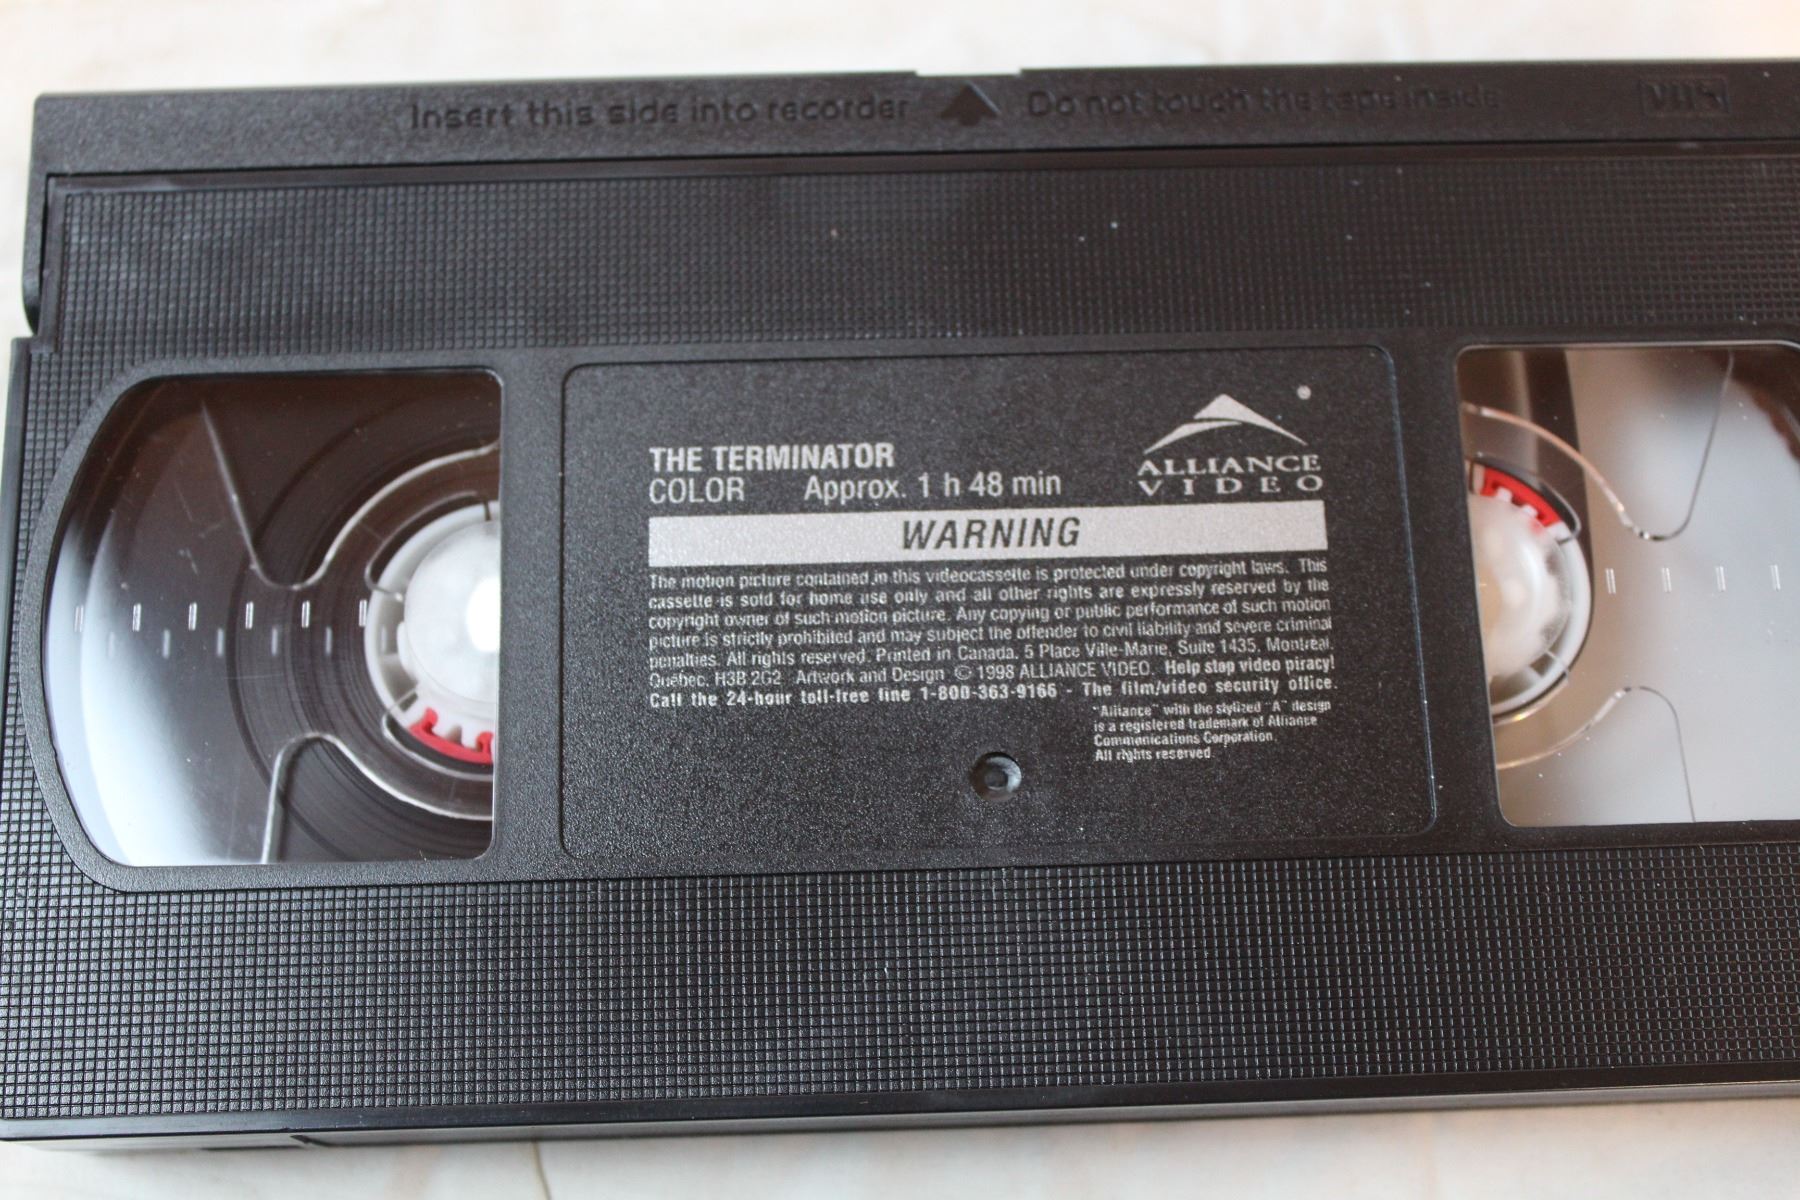 Insert this side into recorder Do not touch the tape inside VHS
THE TERMINATOR
COLOR Approx. 1 h 48 min
ALLIANCE
VIDEO
WARNING
The motion picture contained in this videocassette is protected under copyright laws. This
cassette is sold for home use only and all other rights are expressly reserved by the
copyright owner of such motion picture. Any copying or public performance of such motion
picture is strictly prohibited and may subject the offender to civil liability and severe criminal
penalties. All rights reserved. Printed in Canada. 5 Place Ville-Marie, Suite 1435, Montreal,
Quebec, H3B 2G2 Artwork and Design © 1998 ALLIANCE VIDEO. Help stop video piracy!
Call the 24-hour toll-free line 1-800-363-9166 - The film/video security office.
"Alliance" with the stylized "A" design
is a registered trademark of Alliance
Communications Corporation.
All rights reserved.